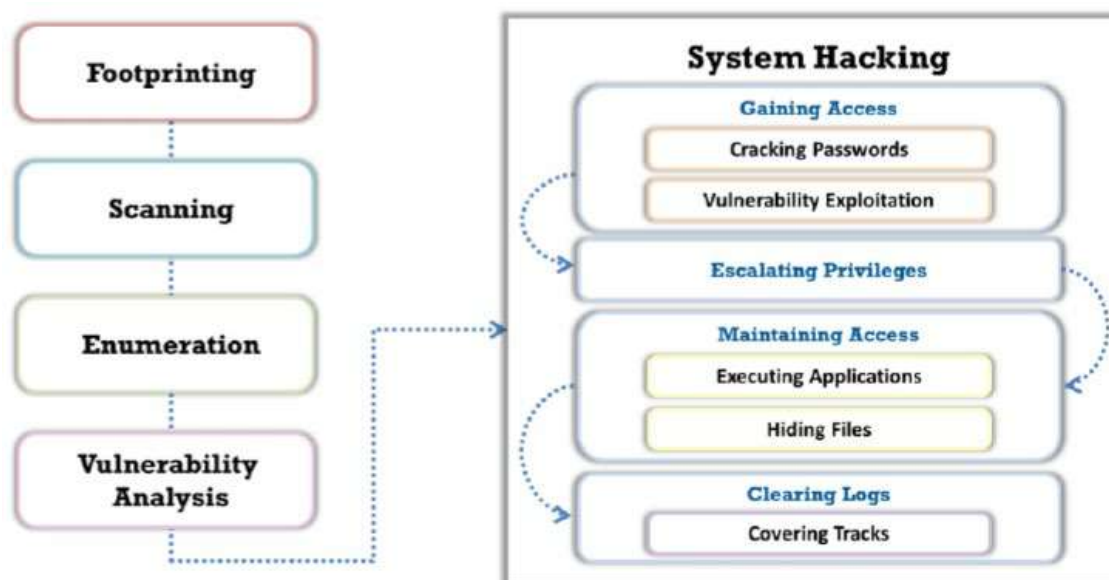 Footprinting
Scanning
Enumeration
Vulnerability
Analysis
System Hacking
Gaining Access
Cracking Passwords
Vulnerability Exploitation
Escalating Privileges
Maintaining Access
Executing Applications
Hiding Files
Clearing Logs
Covering Tracks